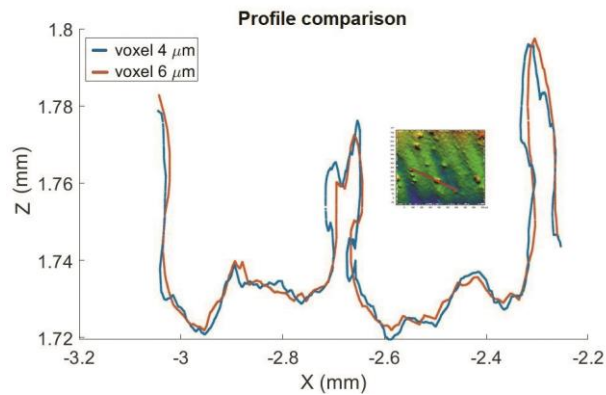 Profile comparison
voxel 4 μm
voxel 6 μm
1.8
1.78
1.76
1.74
1.72
Z (mm)
-3.2
-3
-2.8
-2.6
-2.4
-2.2
X (mm)